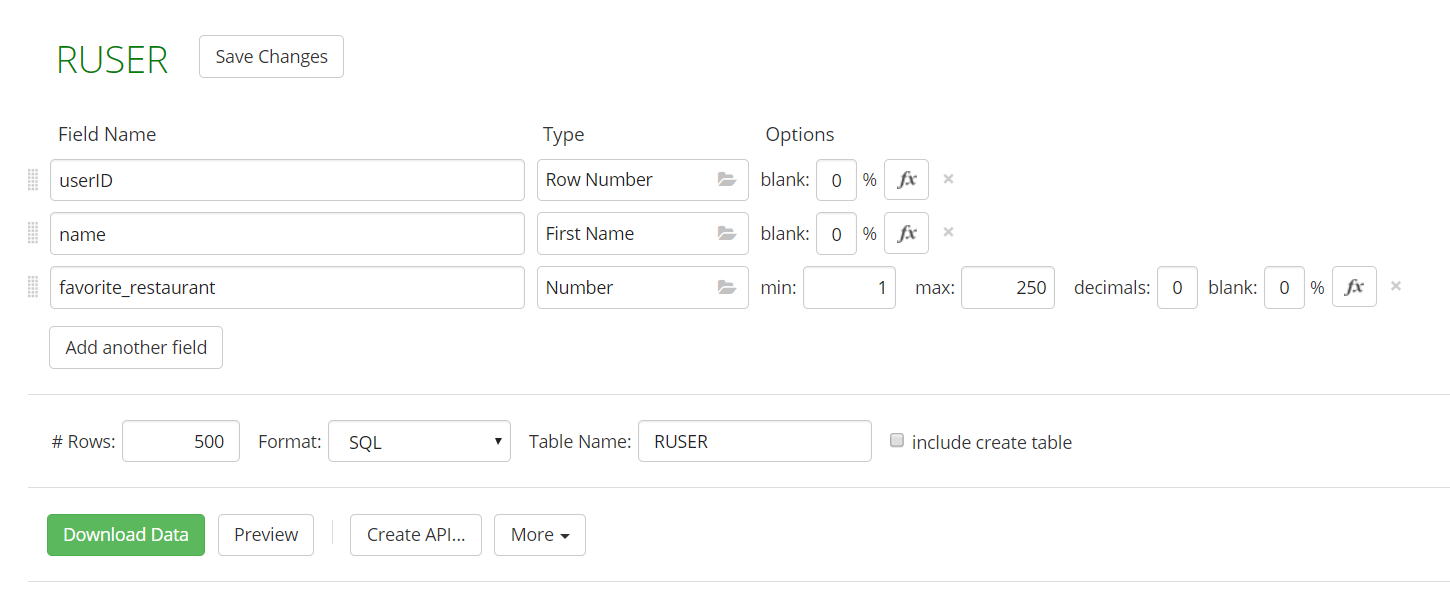 RUSER Save Changes
Field Name Type Options
userID Row Number blank: 0 % fx ×
name First Name blank: 0 % fx ×
favorite_restaurant Number min: 1 max: 250 decimals: 0 blank: 0 % fx ×
Add another field
# Rows: 500 Format: SQL Table Name: RUSER include create table
Download Data Preview Create API... More